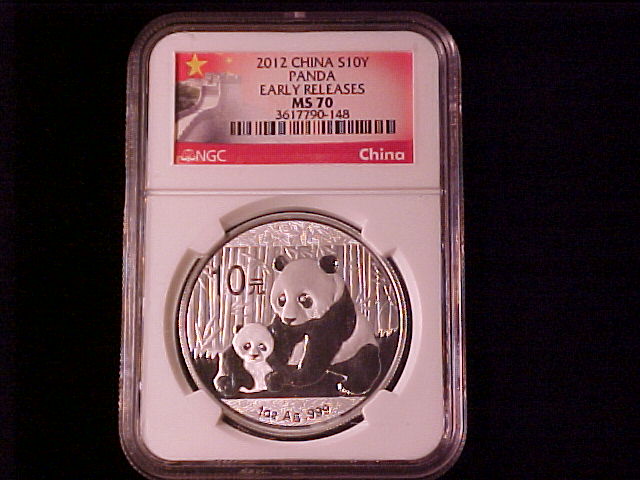 2012 CHINA S10Y
PANDA
EARLY RELEASES
MS 70
3617790-148
NGC
China
10元
1oz Ag .999